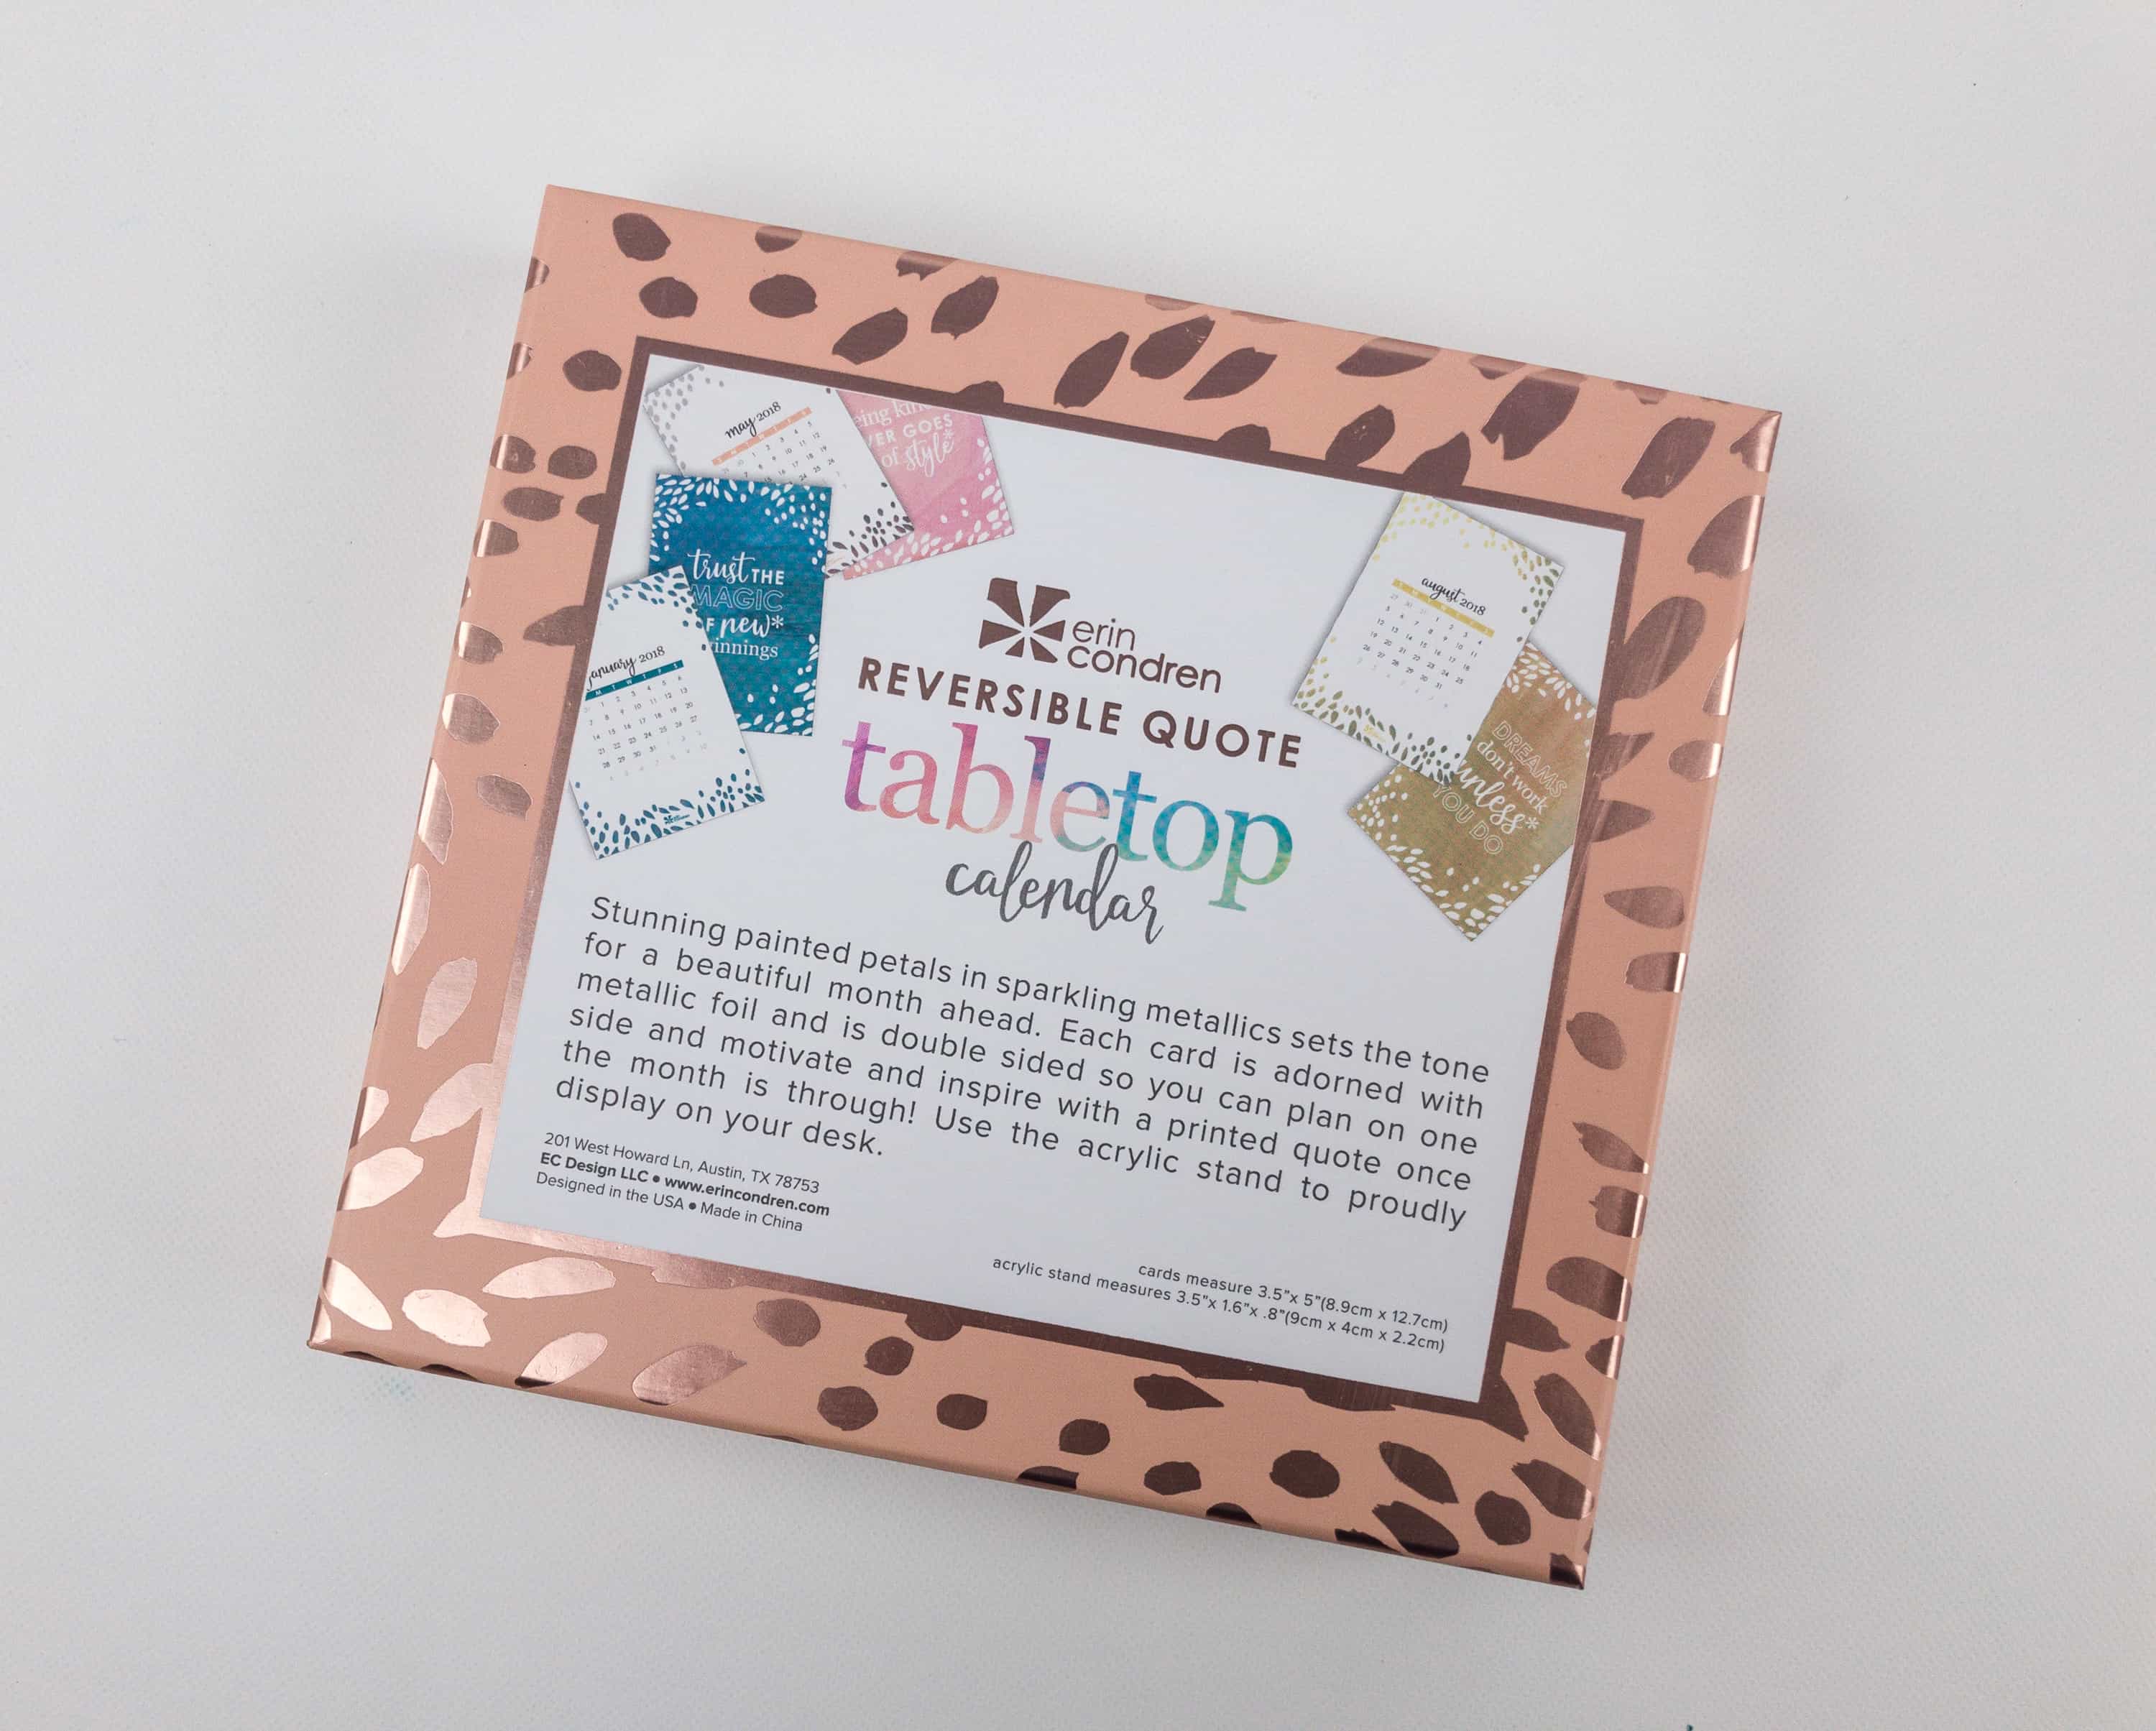 may 2018
eing kin
VER GOES
of style*
trust THE
MAGIC
F new*
innings
january 2018
M T W T F S
august 2018
DREAMS
don't work
unless*
YOU DO
erin
condren
REVERSIBLE QUOTE
tabletop
calendar
Stunning painted petals in sparkling metallics sets the tone
for a beautiful month ahead. Each card is adorned with
metallic foil and is double sided so you can plan on one
side and motivate and inspire with a printed quote once
the month is through! Use the acrylic stand to proudly
display on your desk.
201 West Howard Ln, Austin, TX 78753
EC Design LLC • www.erincondren.com
Designed in the USA • Made in China
cards measure 3.5"x 5"(8.9cm x 12.7cm)
acrylic stand measures 3.5"x 1.6"x .8"(9cm x 4cm x 2.2cm)